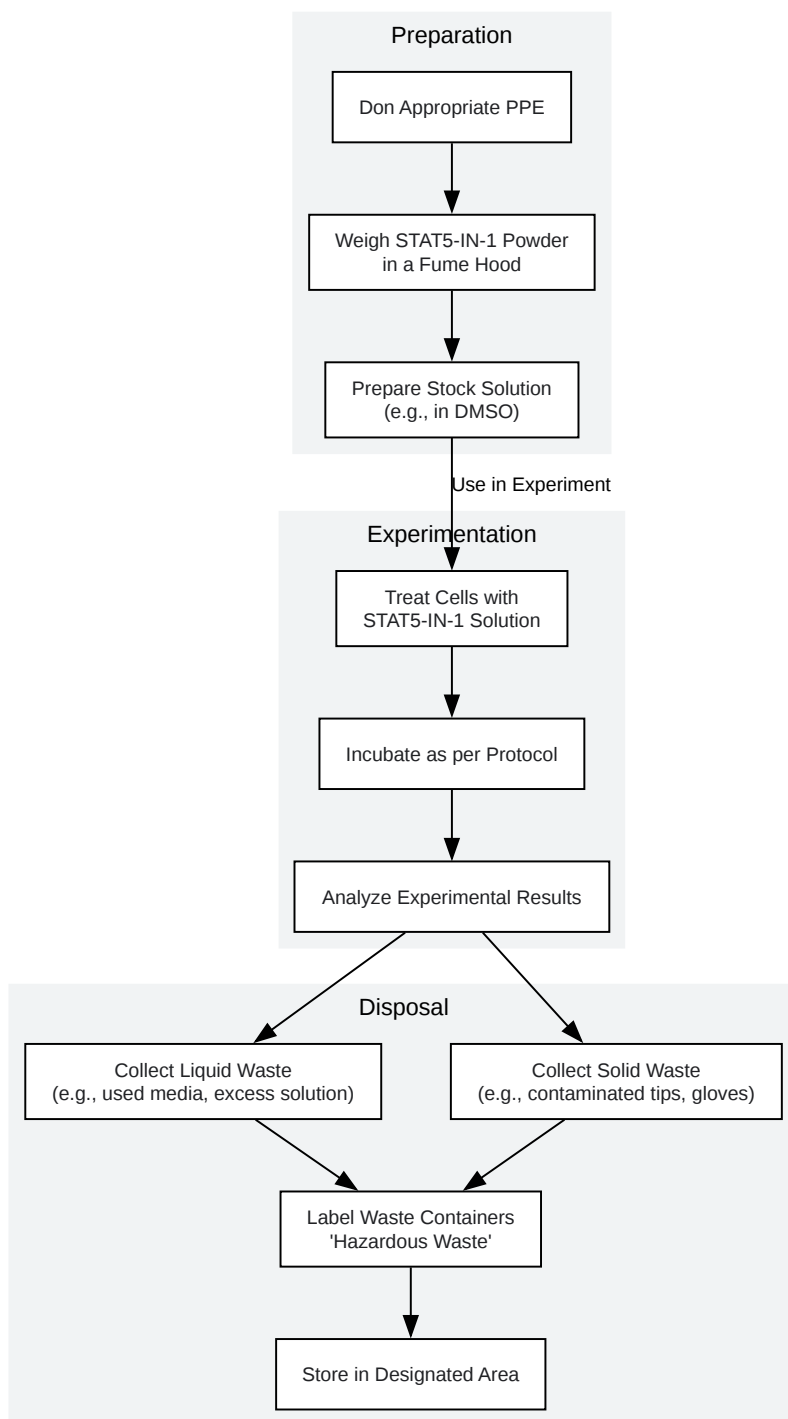 Preparation
Don Appropriate PPE
Weigh STAT5-IN-1 Powder
in a Fume Hood
Prepare Stock Solution
(e.g., in DMSO)
Use in Experiment
Experimentation
Treat Cells with
STAT5-IN-1 Solution
Incubate as per Protocol
Analyze Experimental Results
Disposal
Collect Liquid Waste
(e.g., used media, excess solution)
Collect Solid Waste
(e.g., contaminated tips, gloves)
Label Waste Containers
'Hazardous Waste'
Store in Designated Area